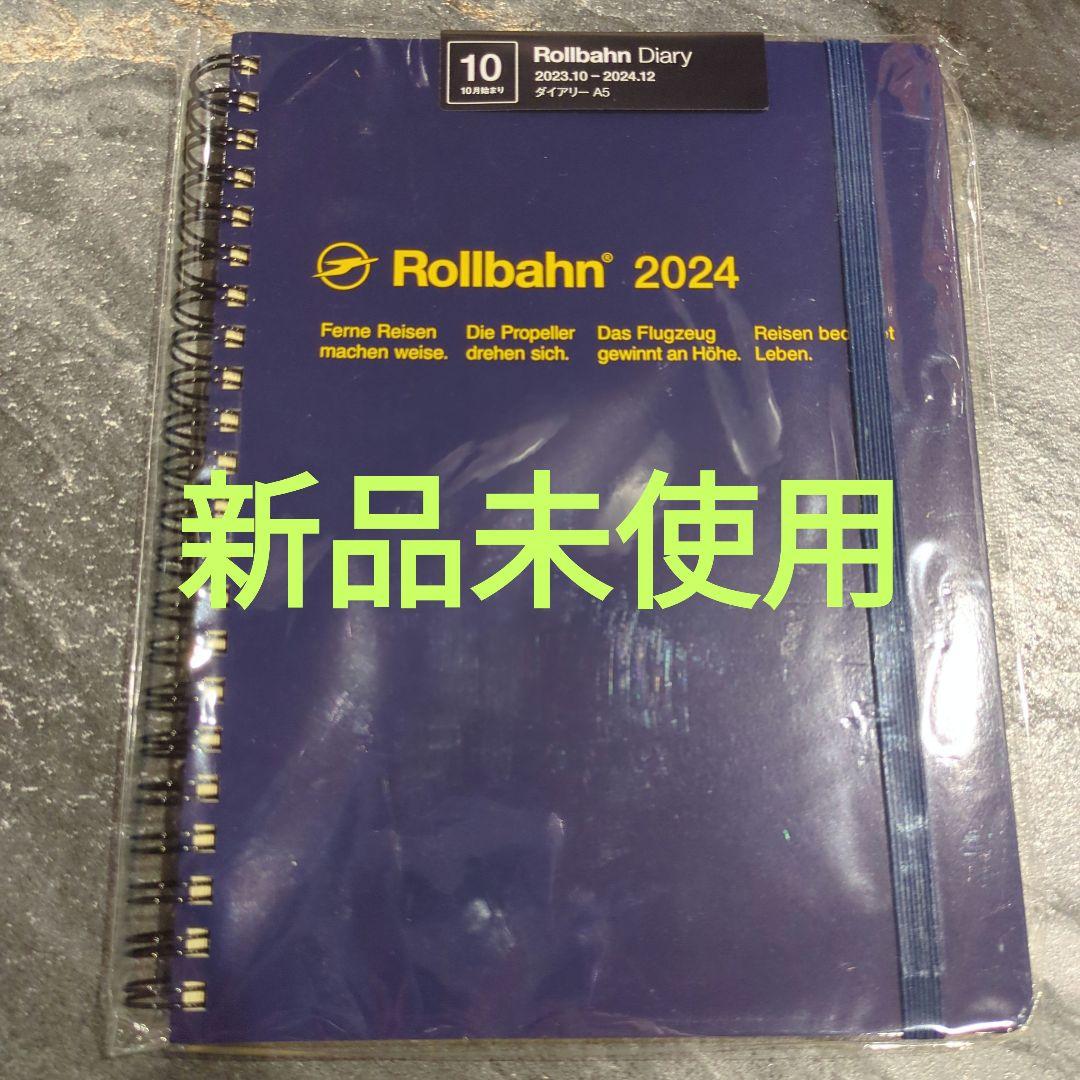 10
10月始まり
Rollbahn Diary
2023.10 – 2024.12
ダイアリー A5
Rollbahn® 2024
Ferne Reisen
machen weise.
Die Propeller
drehen sich.
Das Flugzeug
gewinnt an Höhe.
Reisen
Leben.
新品未使用